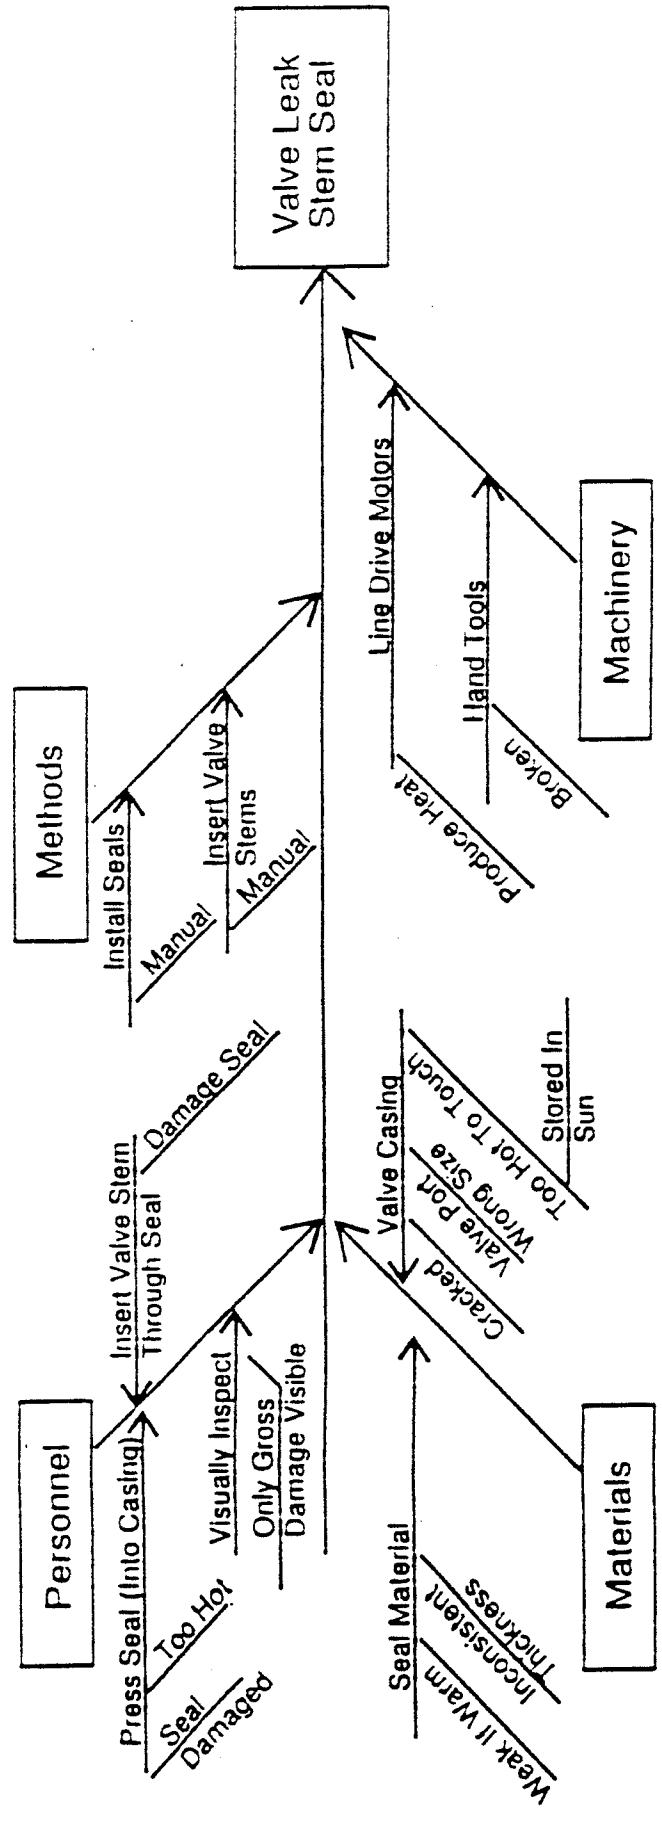 Personnel
Press Seal (Into Casing)
Too Hot
Seal
Damaged
Insert Valve Stem
Through Seal
Damage Seal
Visually Inspect
Only Gross
Damage Visible
Methods
Install Seals
Manual
Insert Valve
Stems
Manual
Valve Leak
Stem Seal
Materials
Seal Material
Weak If Warm
Inconsistent
Thickness
Valve Casing
Cracked
Valve Port
Wrong Size
Too Hot To Touch
Stored In
Sun
Machinery
Line Drive Motors
Produce Heat
Hand Tools
Broken